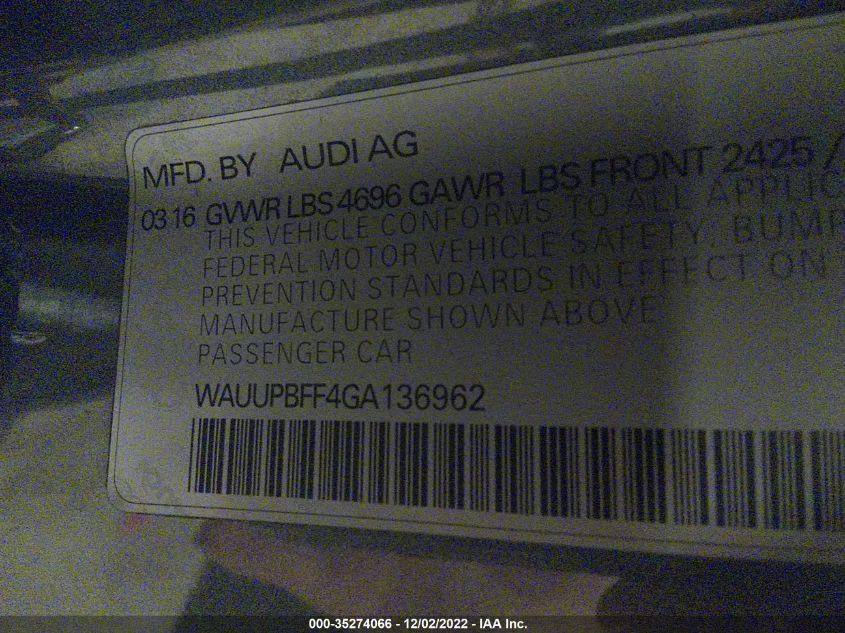 MFD. BY AUDI AG
03 16 GVWR LBS 4696 GAWR LBS FRONT 2425 /
THIS VEHICLE CONFORMS TO ALL
FEDERAL MOTOR VEHICLE SAFETY,
PREVENTION STANDARDS IN EFFECT ON
MANUFACTURE SHOWN ABOVE
PASSENGER CAR
WAUUPBFF4GA136962
000-35274066 - 12/02/2022 - IAA Inc.